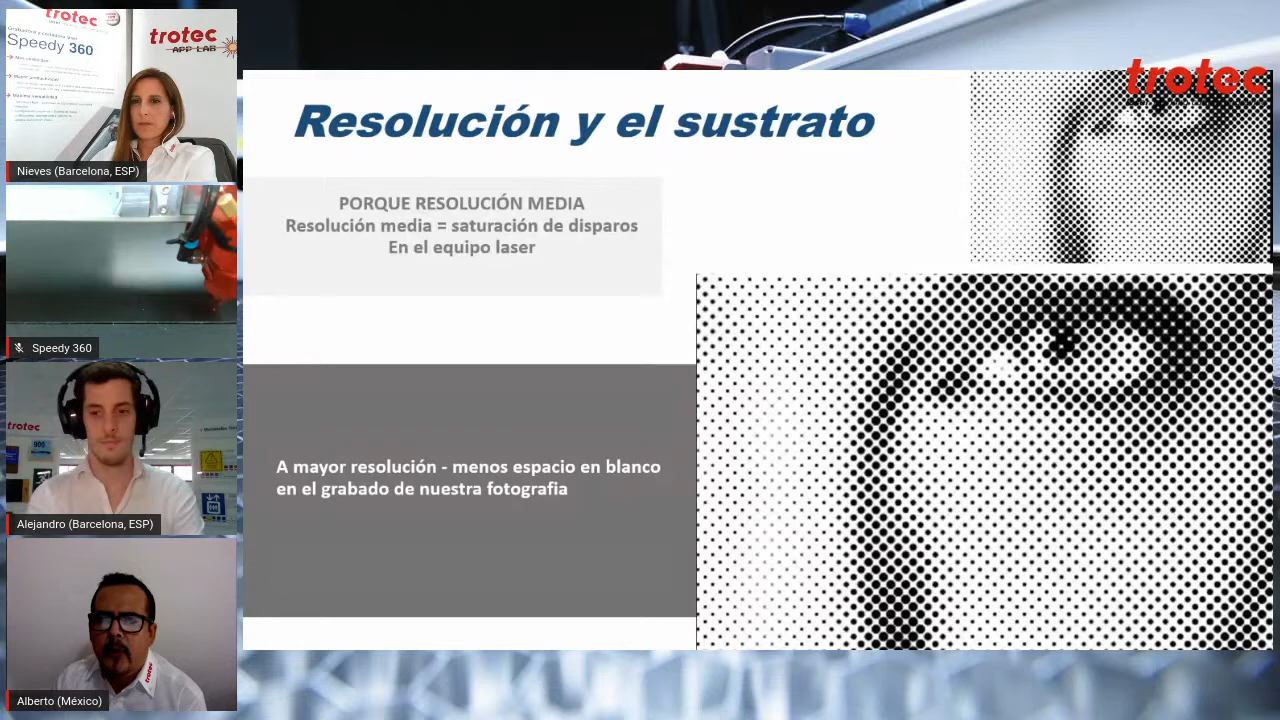 trotec
Speedy 360
trotec
APP LAB
Nieves (Barcelona, ESP)
Speedy 360
trotec
Alejandro (Barcelona, ESP)
trotec
Alberto (México)
trotec
Resolución y el sustrato
PORQUE RESOLUCIÓN MEDIA
Resolución media = saturación de disparos
En el equipo laser
A mayor resolución - menos espacio en blanco
en el grabado de nuestra fotografia